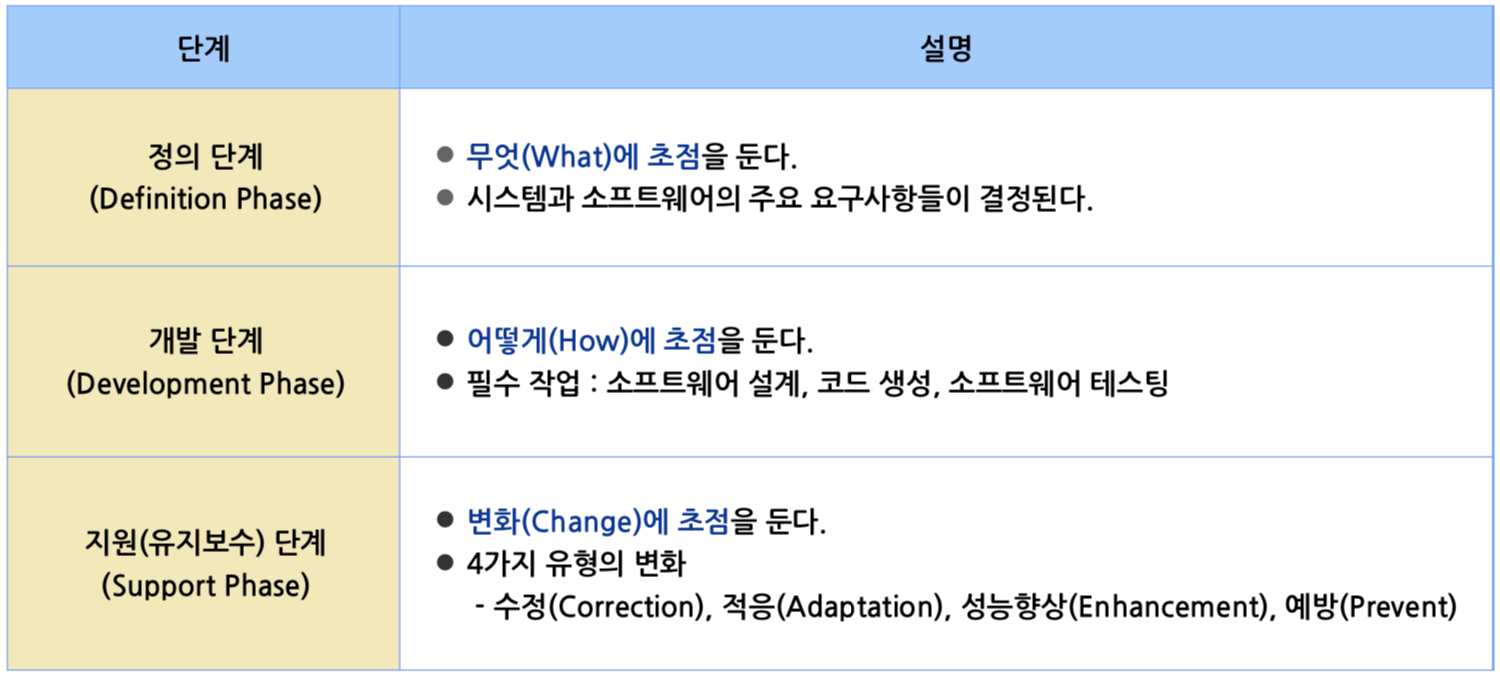 단계
설명
정의 단계
(Definition Phase)
● 무엇(What)에 초점을 둔다.
● 시스템과 소프트웨어의 주요 요구사항들이 결정된다.
개발 단계
(Development Phase)
● 어떻게(How)에 초점을 둔다.
● 필수 작업 : 소프트웨어 설계, 코드 생성, 소프트웨어 테스팅
지원(유지보수) 단계
(Support Phase)
● 변화(Change)에 초점을 둔다.
● 4가지 유형의 변화
- 수정(Correction), 적응(Adaptation), 성능향상(Enhancement), 예방(Prevent)